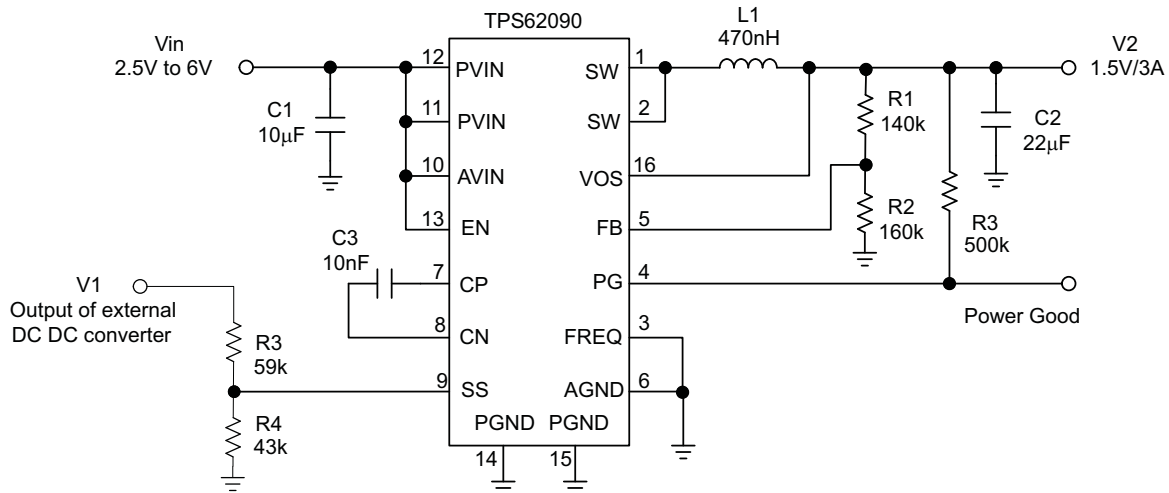 TPS62090
Vin
2.5V to 6V
C1
10μF
12
PVIN
11
PVIN
10
AVIN
13
EN
C3
10nF
7
CP
8
CN
9
SS
V1
Output of external
DC DC converter
R3
59k
R4
43k
PGND
PGND
14
15
SW
1
SW
2
VOS
16
FB
5
PG
4
FREQ
3
AGND
6
L1
470nH
R1
140k
R2
160k
R3
500k
C2
22μF
V2
1.5V/3A
Power Good